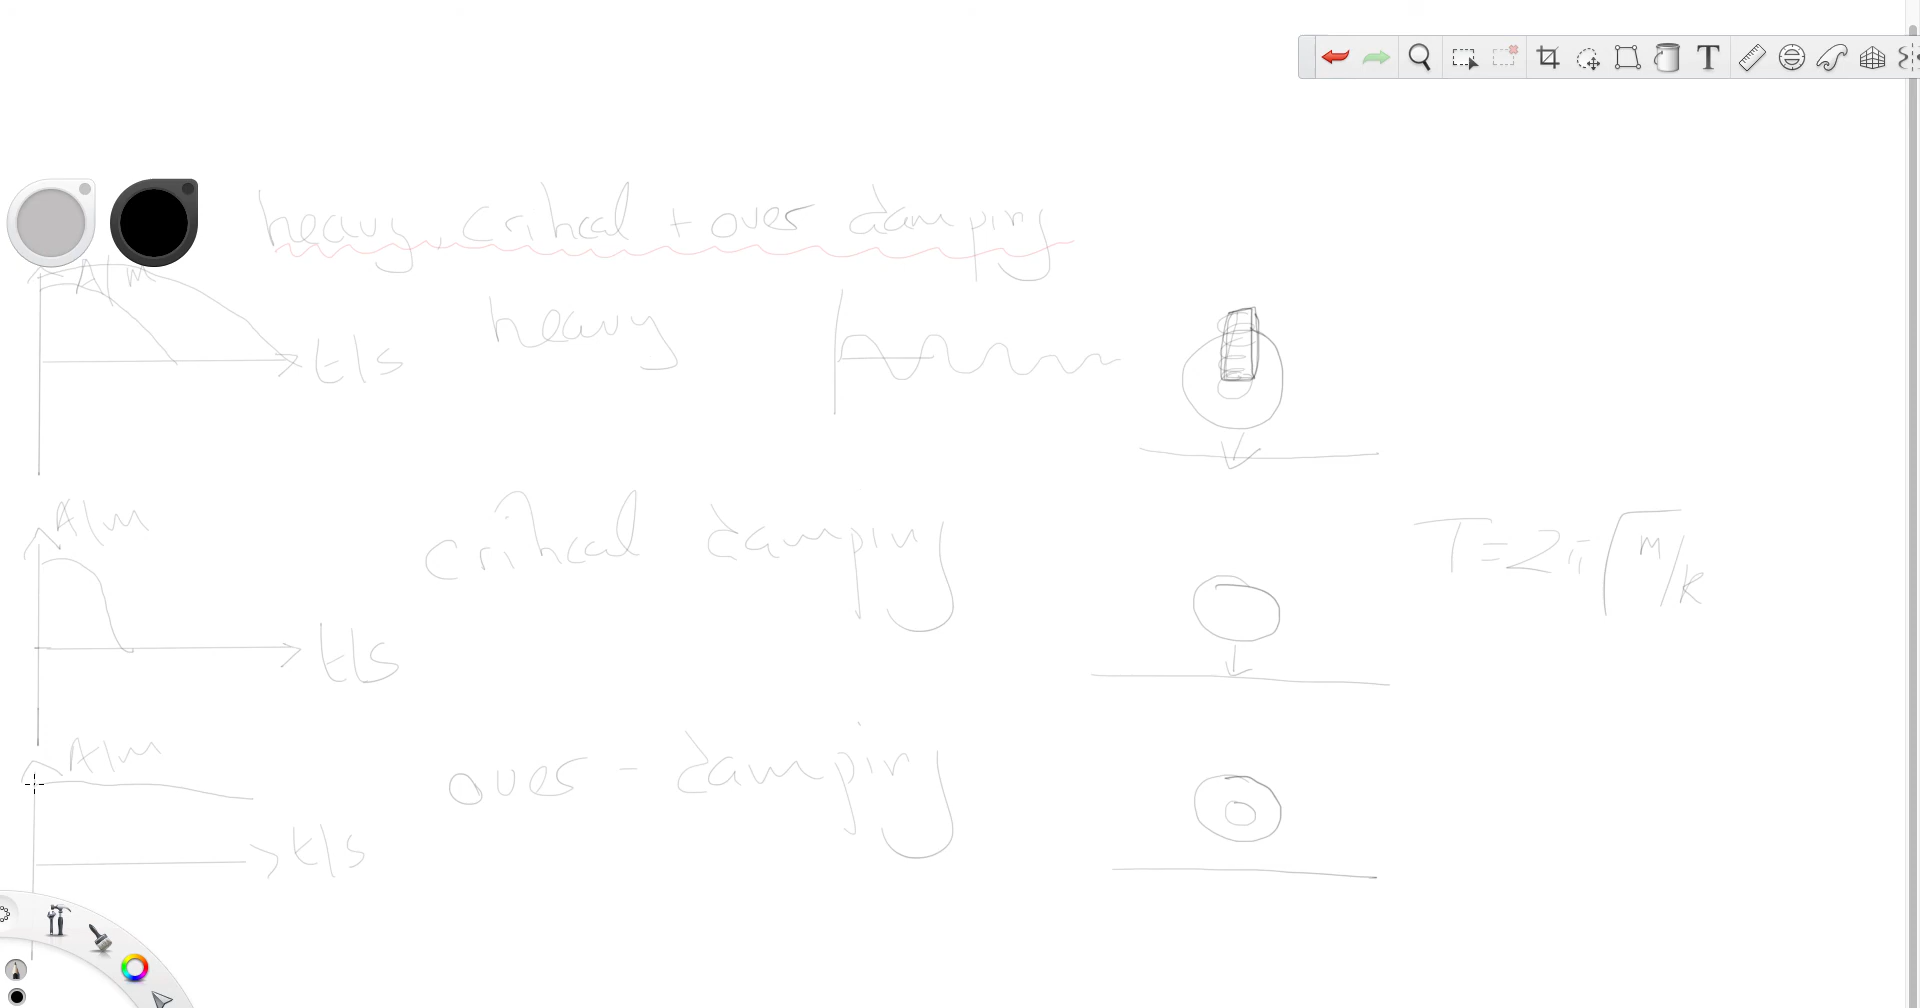 heavy, critical + over damping
A/m
t/s
heavy
A/m
critical damping
T=2π√m/k
t/s
A/m
over - damping
t/s
T